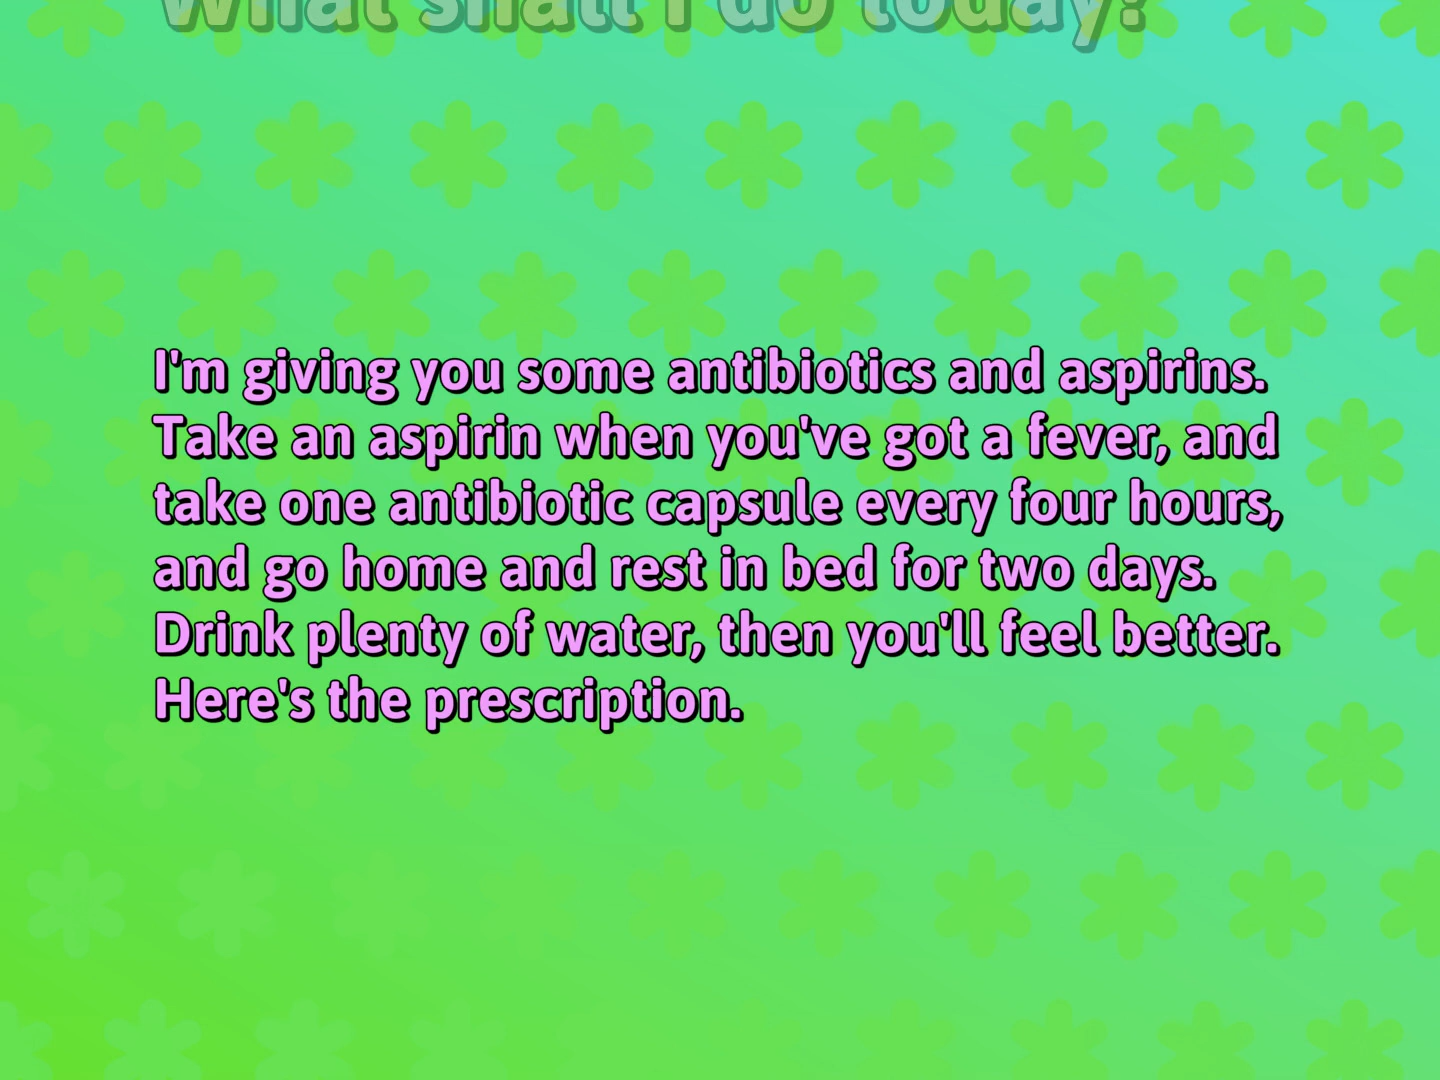 What shall I do today?
I'm giving you some antibiotics and aspirins.
Take an aspirin when you've got a fever, and
take one antibiotic capsule every four hours,
and go home and rest in bed for two days.
Drink plenty of water, then you'll feel better.
Here's the prescription.